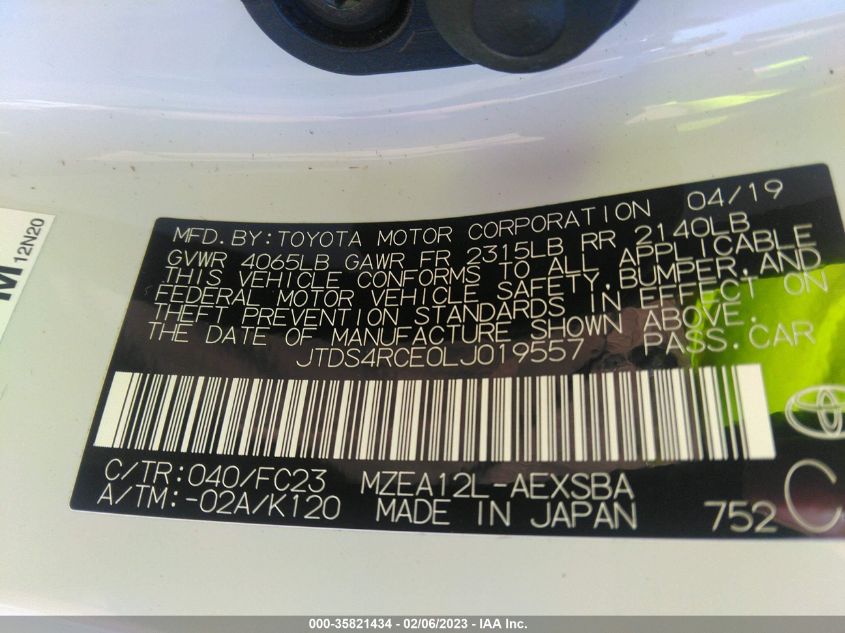 M 12N20
MFD.BY:TOYOTA MOTOR CORPORATION 04/19
GVWR 4065LB GAWR FR 2315LB RR 2140LB
THIS VEHICLE CONFORMS TO ALL APPLICABLE
FEDERAL MOTOR VEHICLE SAFETY,BUMPER,AND
THEFT PREVENTION STANDARDS IN EFFECT ON
THE DATE OF MANUFACTURE SHOWN ABOVE.
JTDS4RCE0LJ019557 PASS.CAR
C/TR:040/FC23 MZEA12L-AEXSBA
A/TM:-02A/K120 MADE IN JAPAN 752 C
000-35821434 - 02/06/2023 - IAA Inc.